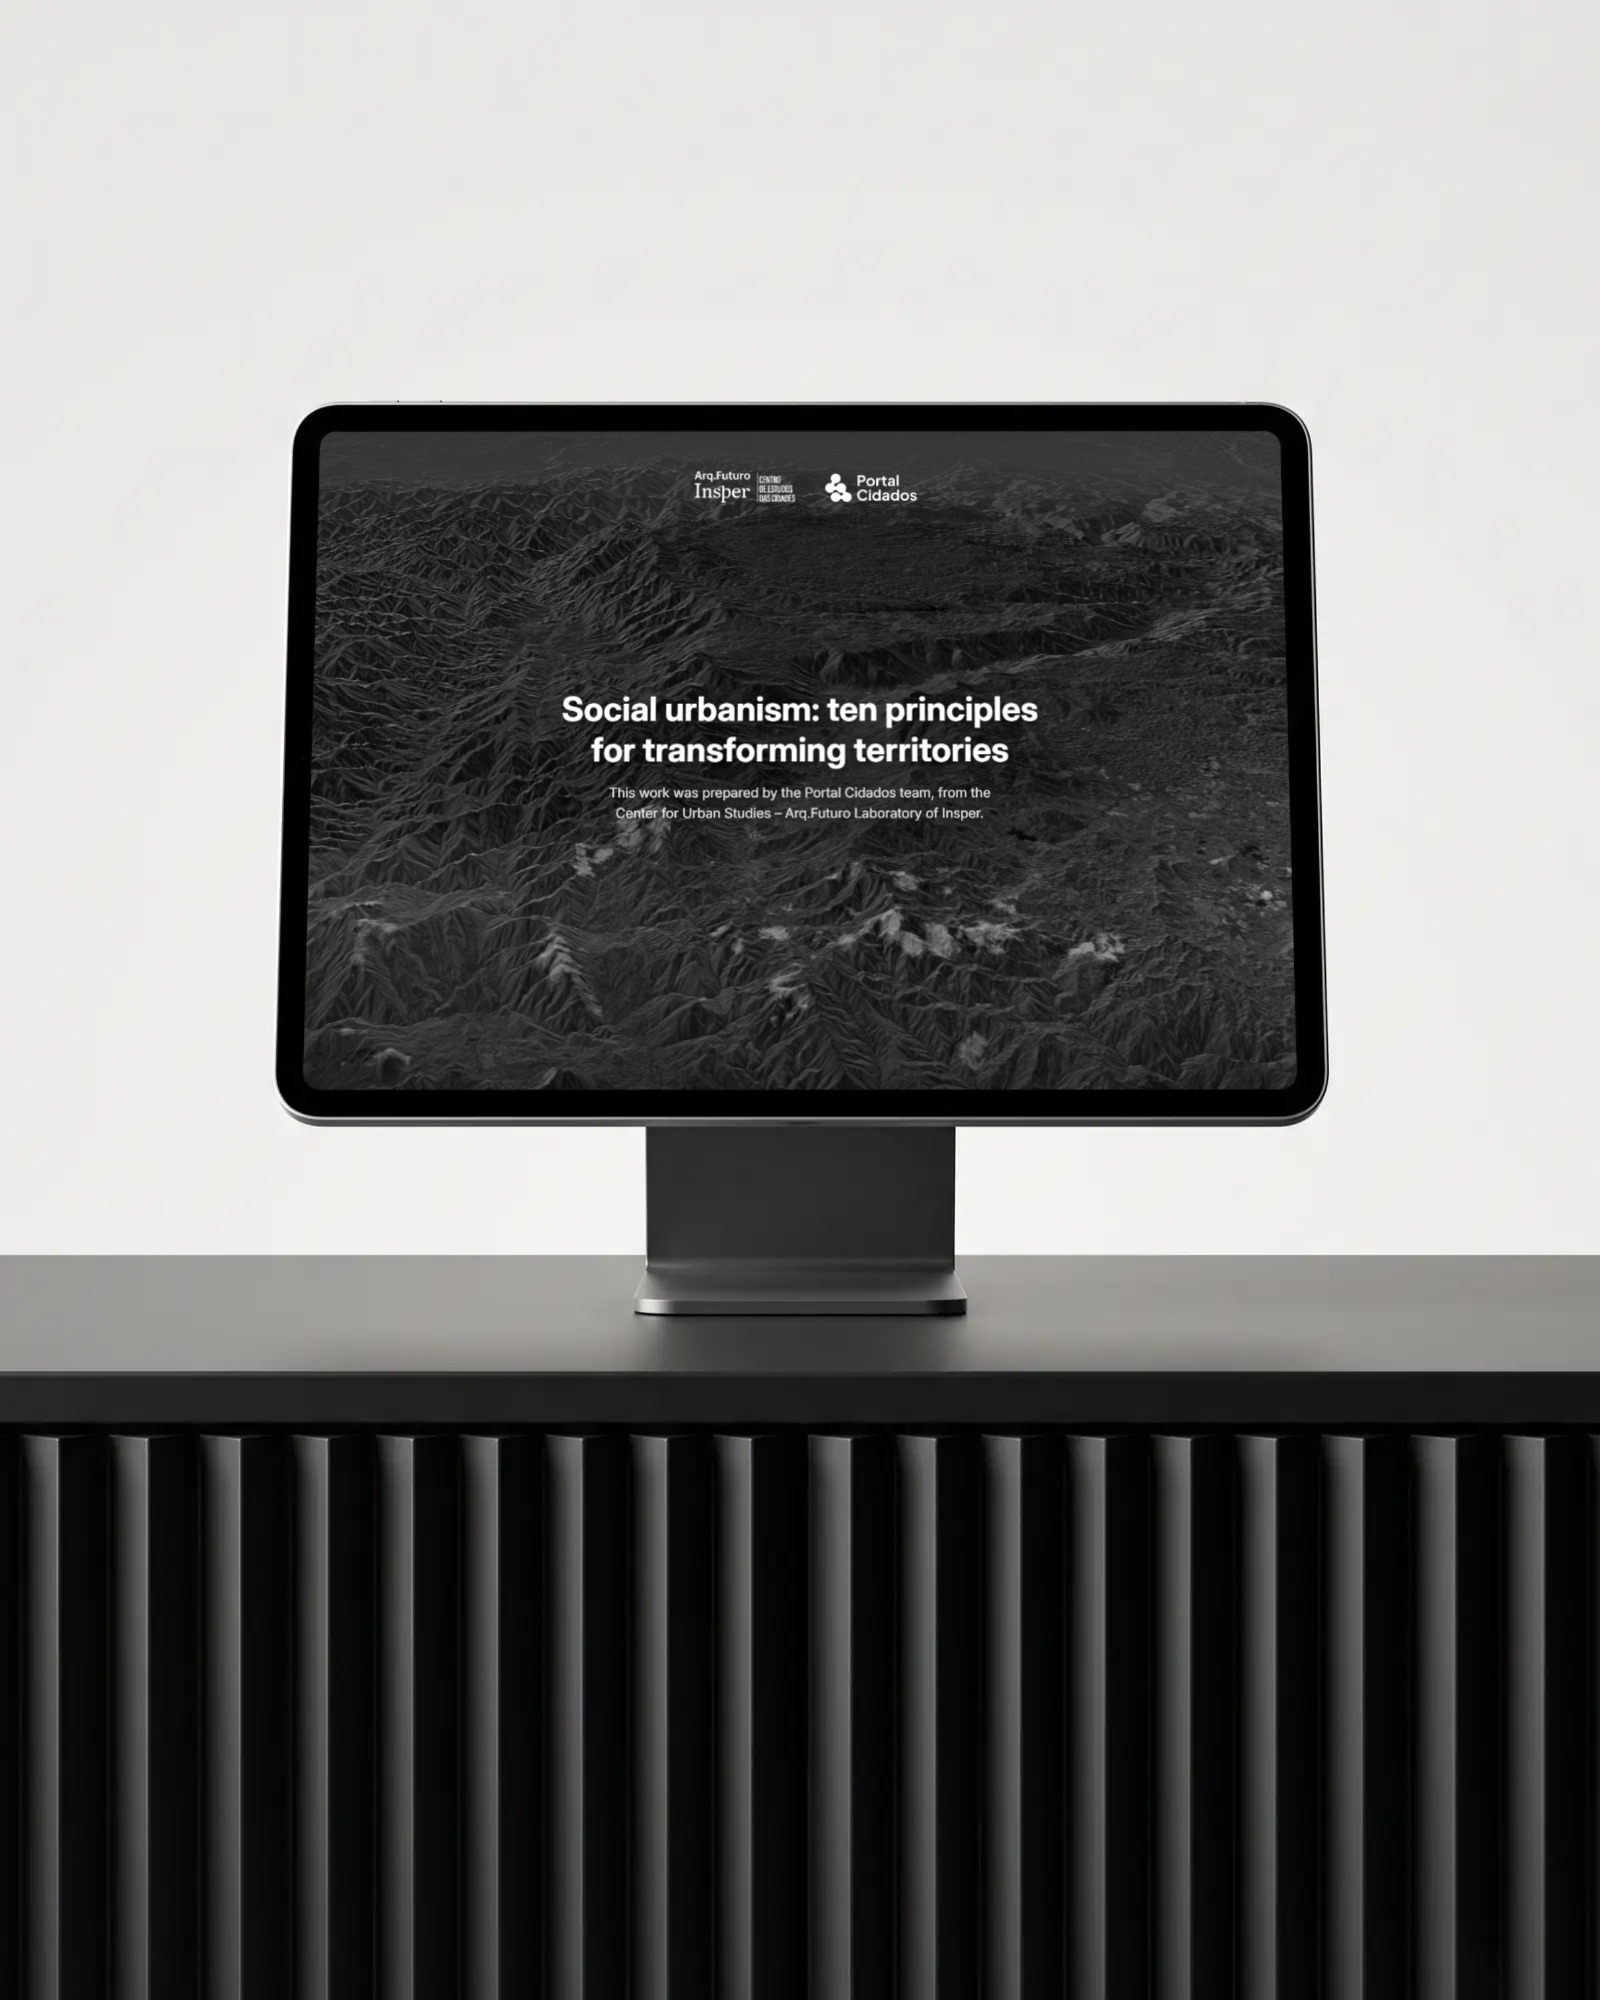 Arq.Futuro
Insper
CENTRO
DE ESTUDOS
DAS CIDADES
Portal
Cidados
Social urbanism: ten principles
for transforming territories
This work was prepared by the Portal Cidados team, from the
Center for Urban Studies – Arq.Futuro Laboratory of Insper.